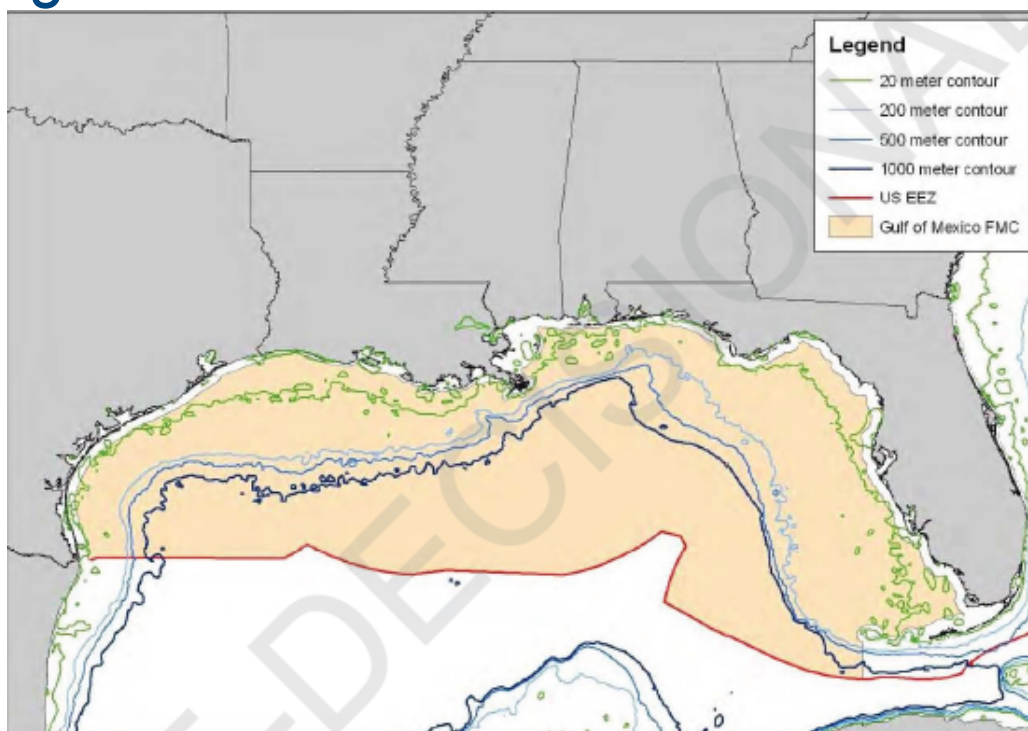 Legend
20 meter contour
200 meter contour
500 meter contour
1000 meter contour
US EEZ
Gulf of Mexico FMC
-DECISIONAL